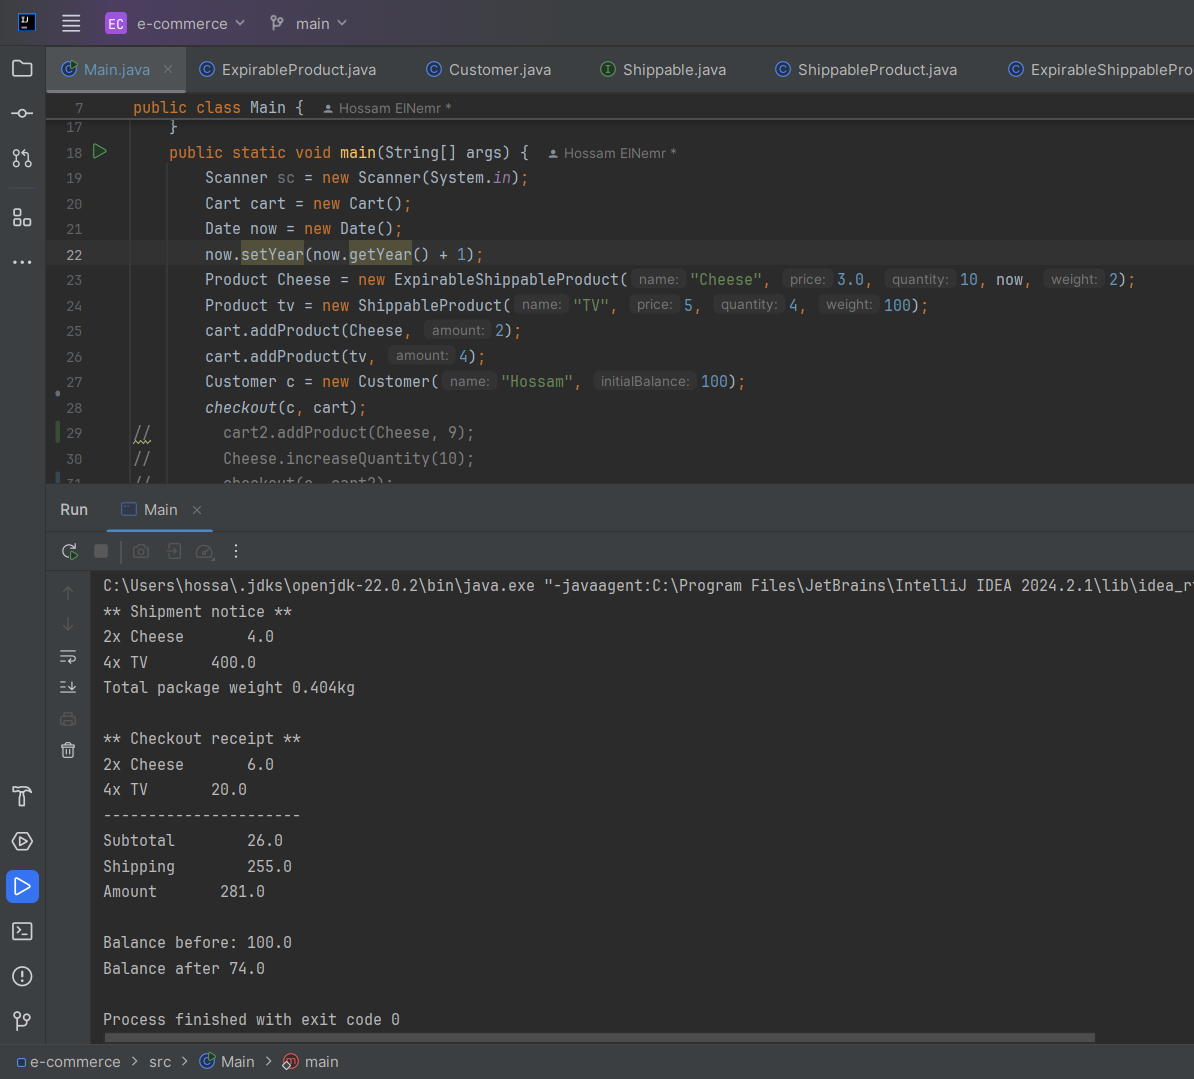 EC e-commerce main
Main.java ExpirableProduct.java Customer.java Shippable.java ShippableProduct.java ExpirableShippablePro
7 public class Main { Hossam ElNemr *
17 }
18 public static void main(String[] args) { Hossam ElNemr *
19 Scanner sc = new Scanner(System.in);
20 Cart cart = new Cart();
21 Date now = new Date();
22 now.setYear(now.getYear() + 1);
23 Product Cheese = new ExpirableShippableProduct( name: "Cheese", price: 3.0, quantity: 10, now, weight: 2);
24 Product tv = new ShippableProduct( name: "TV", price: 5, quantity: 4, weight: 100);
25 cart.addProduct(Cheese, amount: 2);
26 cart.addProduct(tv, amount: 4);
27 Customer c = new Customer( name: "Hossam", initialBalance: 100);
28 checkout(c, cart);
29 // cart2.addProduct(Cheese, 9);
30 // Cheese.increaseQuantity(10);
31 // checkout(c, cart2);
Run Main
C:\Users\hossa\.jdks\openjdk-22.0.2\bin\java.exe "-javaagent:C:\Program Files\JetBrains\IntelliJ IDEA 2024.2.1\lib\idea_r
** Shipment notice **
2x Cheese 4.0
4x TV 400.0
Total package weight 0.404kg
** Checkout receipt **
2x Cheese 6.0
4x TV 20.0
----------------------
Subtotal 26.0
Shipping 255.0
Amount 281.0
Balance before: 100.0
Balance after 74.0
Process finished with exit code 0
e-commerce > src > Main > main